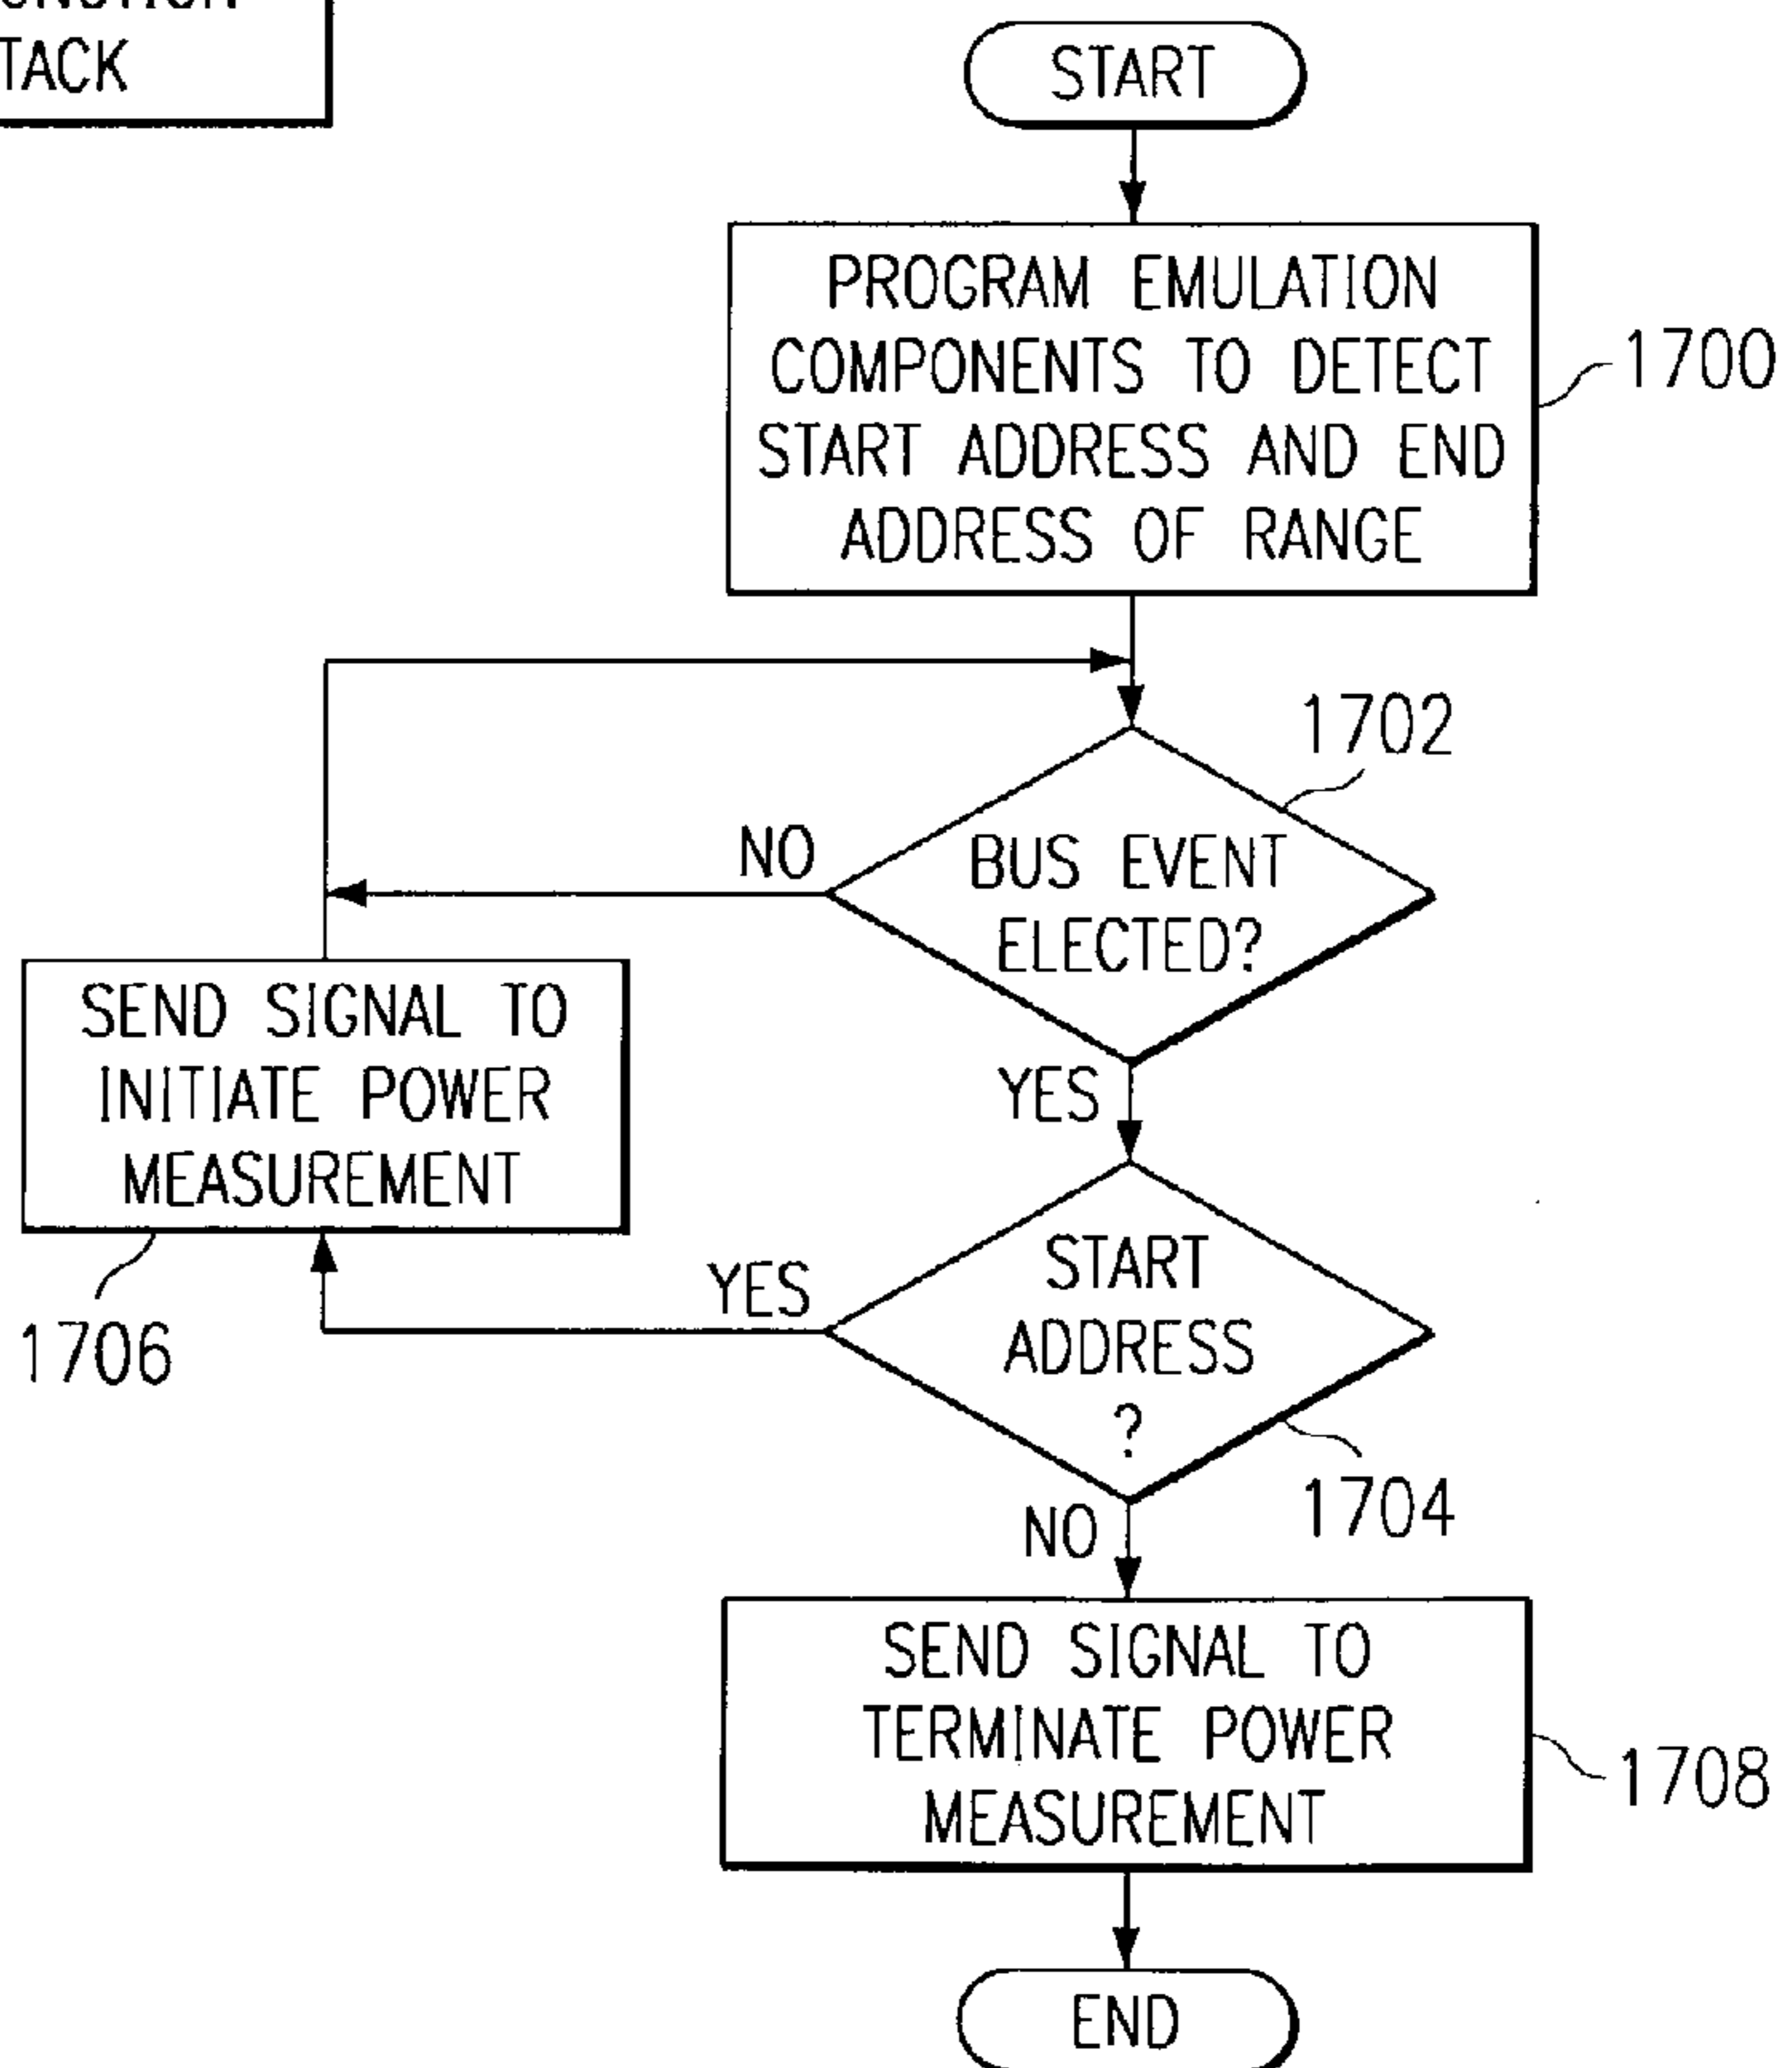 TACK
START
PROGRAM EMULATION
COMPONENTS TO DETECT
START ADDRESS AND END
ADDRESS OF RANGE
1700
1702
NO
BUS EVENT
ELECTED?
YES
SEND SIGNAL TO
INITIATE POWER
MEASUREMENT
1706
YES
START
ADDRESS
?
1704
NO
SEND SIGNAL TO
TERMINATE POWER
MEASUREMENT
1708
END